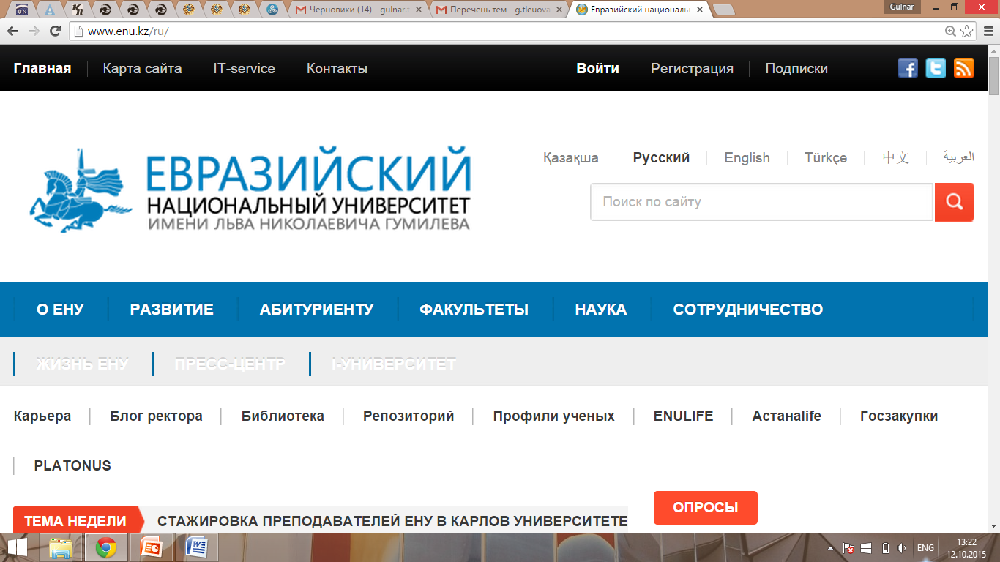 UN Кп Черновики (14) - gulnar.t Перечень тем - g.tleuova Евразийский национальн Gulnar
www.enu.kz/ru/
Главная Карта сайта IT-service Контакты Войти Регистрация Подписки
Қазақша Русский English Türkçe 中文 العربية
ЕВРАЗИЙСКИЙ
НАЦИОНАЛЬНЫЙ УНИВЕРСИТЕТ
ИМЕНИ ЛЬВА НИКОЛАЕВИЧА ГУМИЛЕВА
Поиск по сайту
О ЕНУ РАЗВИТИЕ АБИТУРИЕНТУ ФАКУЛЬТЕТЫ НАУКА СОТРУДНИЧЕСТВО
ЖИЗНЬ ЕНУ ПРЕСС-ЦЕНТР I-УНИВЕРСИТЕТ
Карьера Блог ректора Библиотека Репозиторий Профили ученых ENULIFE Астанаlife Госзакупки
PLATONUS
ОПРОСЫ
ТЕМА НЕДЕЛИ СТАЖИРОВКА ПРЕПОДАВАТЕЛЕЙ ЕНУ В КАРЛОВ УНИВЕРСИТЕТЕ
ENG 13:22
12.10.2015